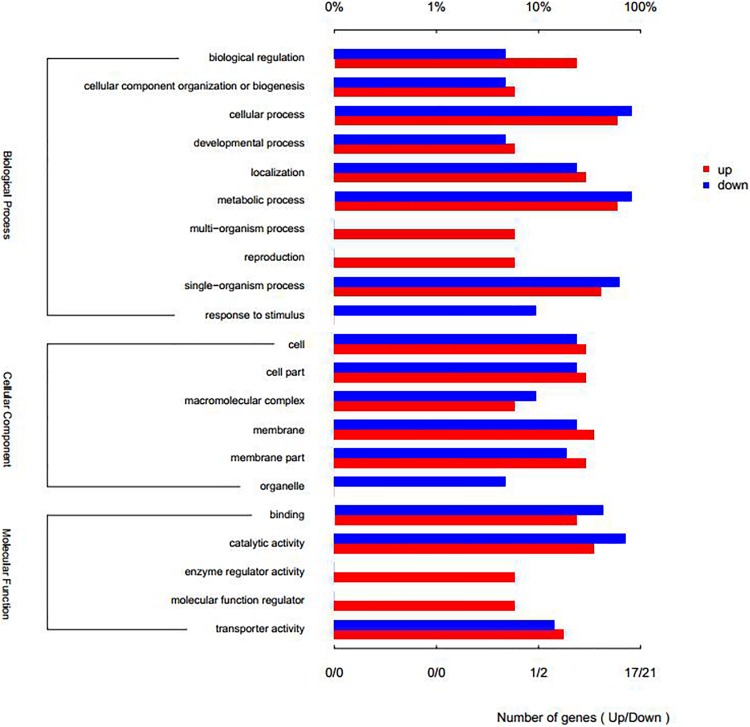 0% 1% 10% 100%
biological regulation
cellular component organization or biogenesis
cellular process
developmental process
localization
metabolic process
multi−organism process
reproduction
single−organism process
response to stimulus
Biological Process
up
down
cell
cell part
macromolecular complex
membrane
membrane part
organelle
Cellular Component
binding
catalytic activity
enzyme regulator activity
molecular function regulator
transporter activity
Molecular Function
0/0 0/0 1/2 17/21
Number of genes ( Up/Down )